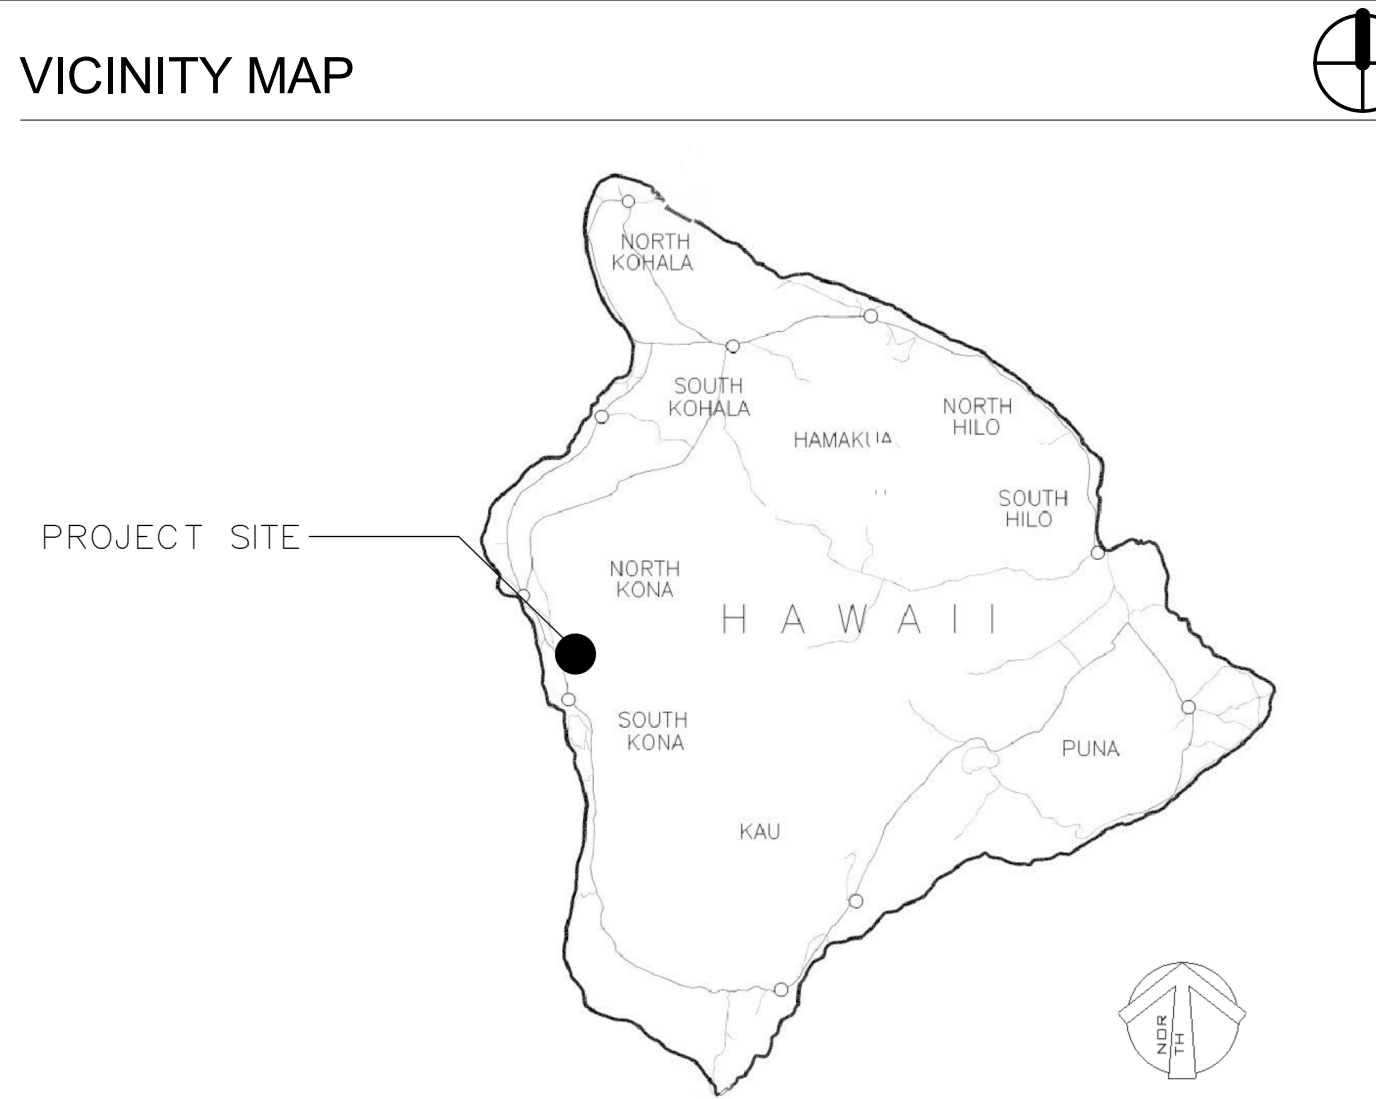 VICINITY MAP
NORTH
KOHALA
SOUTH
KOHALA
NORTH
HILO
HAMAKUA
SOUTH
HILO
PROJECT SITE
NORTH
KONA
HAWAII
SOUTH
KONA
PUNA
KAU
NOR
TH